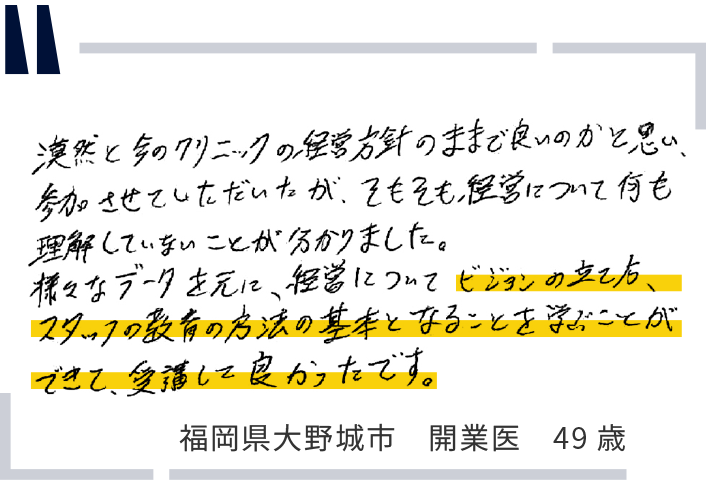 漠然と今のクリニックの経営方針のままで良いのかと思い、
参加させていただいたが、そもそも経営について何も
理解していないことが分かりました。
様々なデータを元に、経営について ビジョンの立て方、
スタッフの教育の方法の基本となることを学ぶことが
できて、受講して良かったです。
福岡県大野城市　開業医　49歳